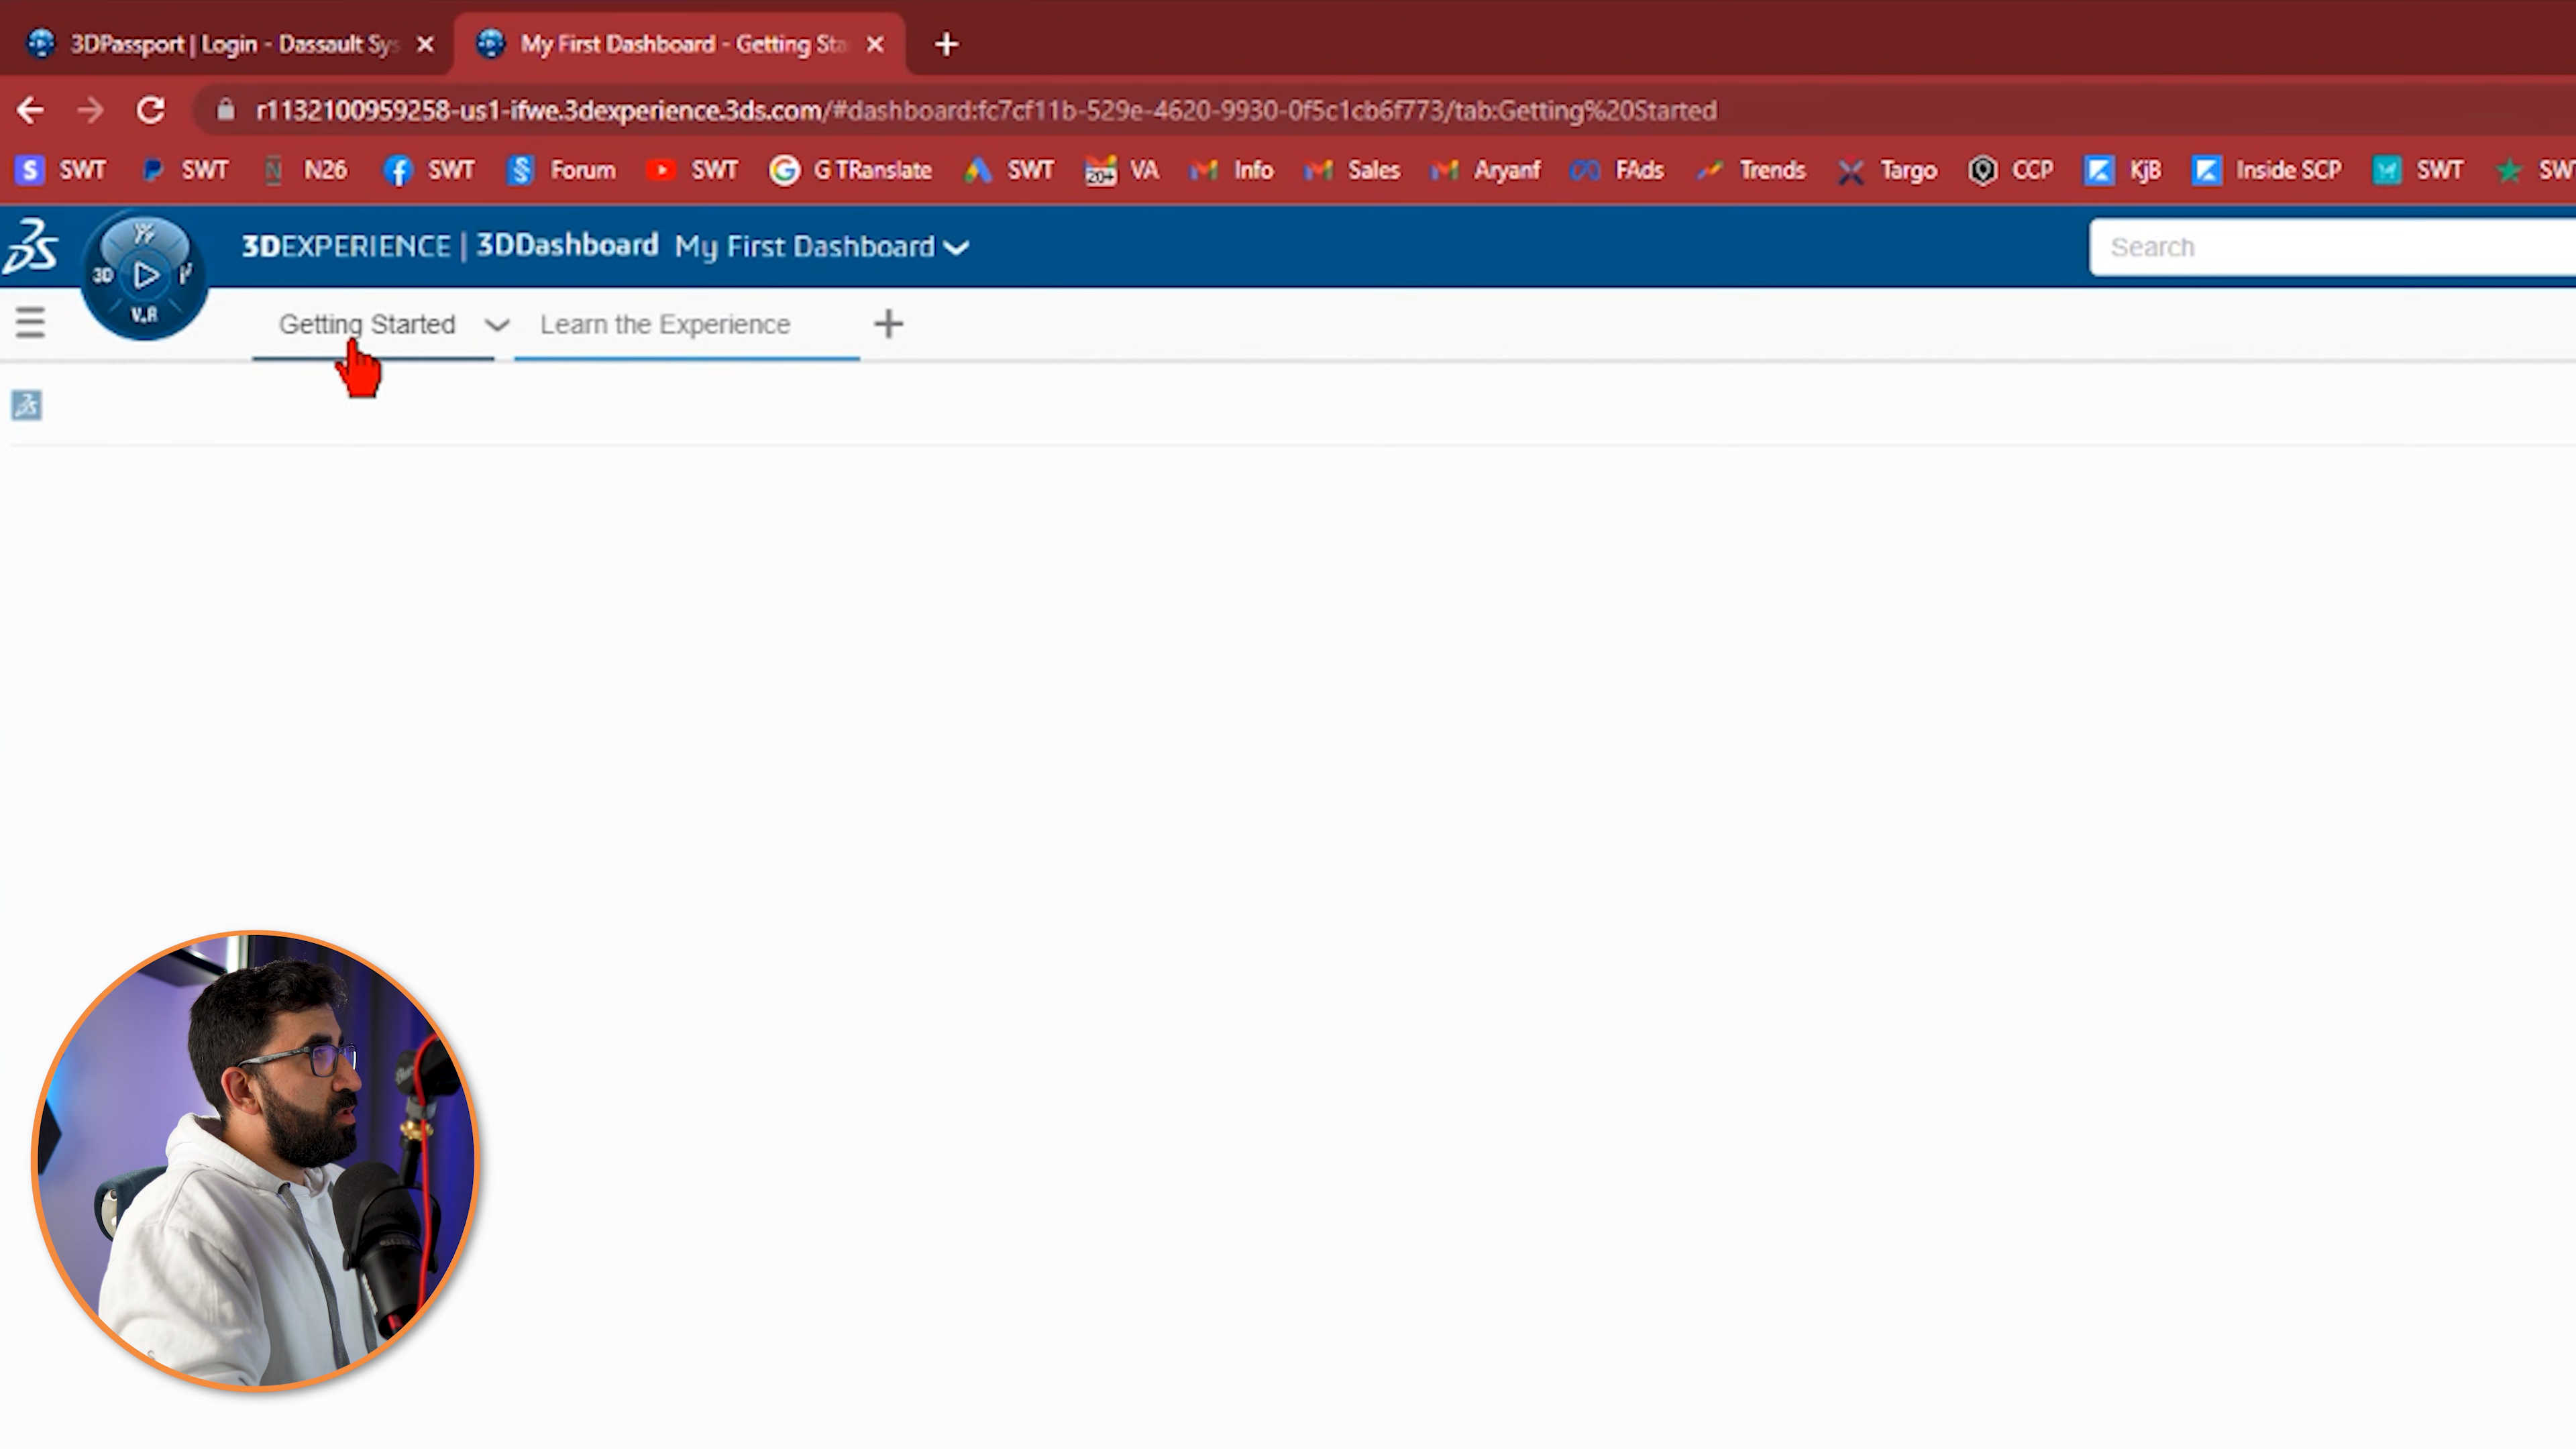 3DPassport | Login - Dassault Sys
My First Dashboard - Getting Sta
r1132100959258-us1-ifwe.3dexperience.3ds.com/#dashboard:fc7cf11b-529e-4620-9930-0f5c1cb6f773/tab:Getting%20Started
SWT SWT N26 SWT Forum SWT G TRanslate SWT 20+ VA Info Sales Aryanf FAds Trends Targo CCP KjB Inside SCP SWT SW
3DEXPERIENCE | 3DDashboard My First Dashboard
Search
3D
V.R
Getting Started Learn the Experience